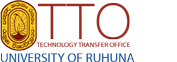 TTO
TECHNOLOGY TRANSFER OFFICE
UNIVERSITY OF RUHUNA